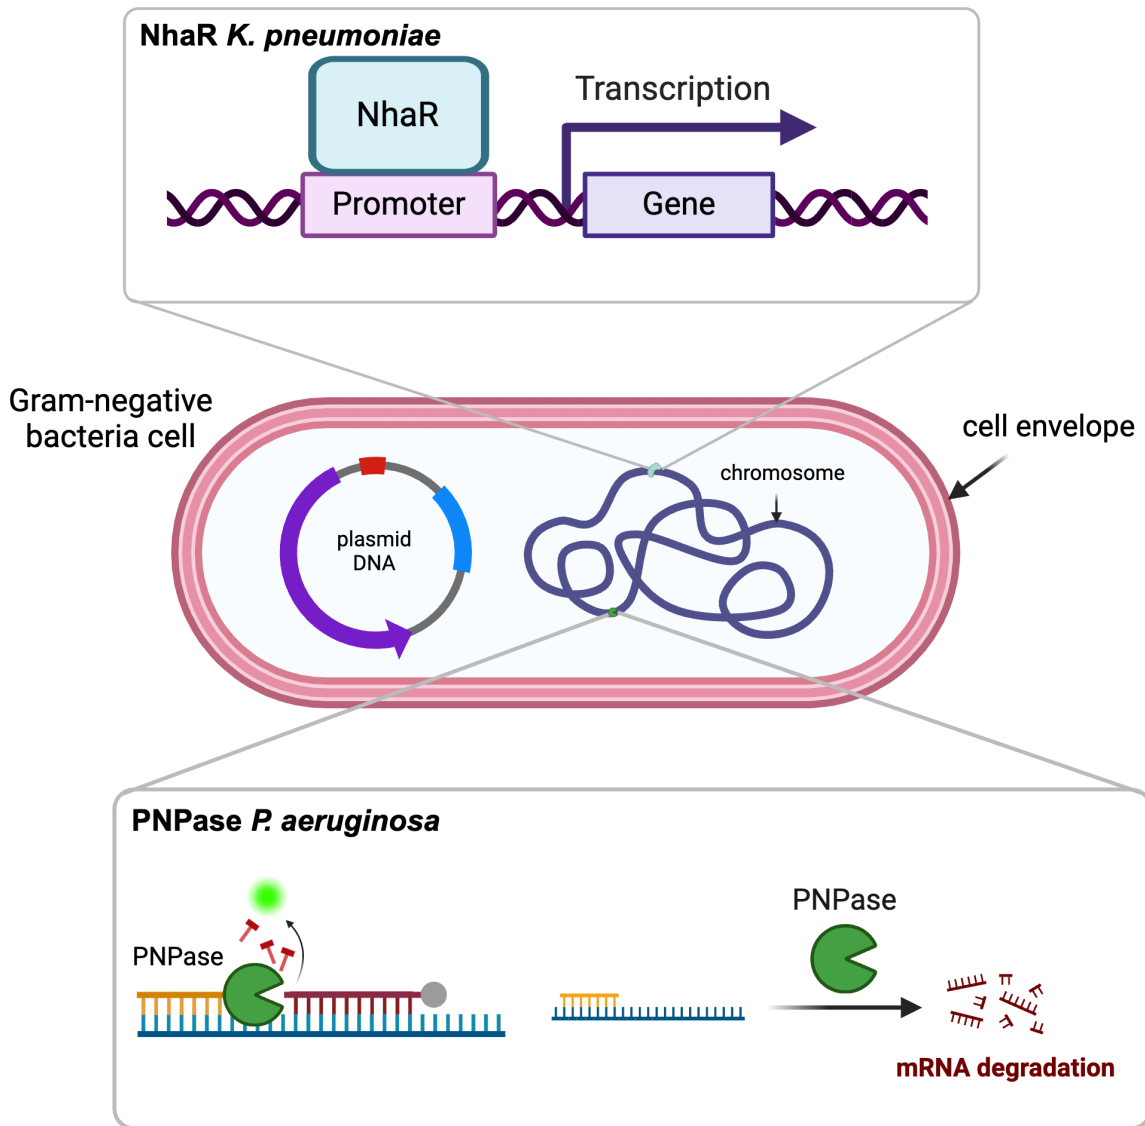 NhaR K. pneumoniae
NhaR
Transcription
Promoter
Gene
Gram-negative
bacteria cell
cell envelope
chromosome
plasmid
DNA
PNPase P. aeruginosa
PNPase
PNPase
mRNA degradation